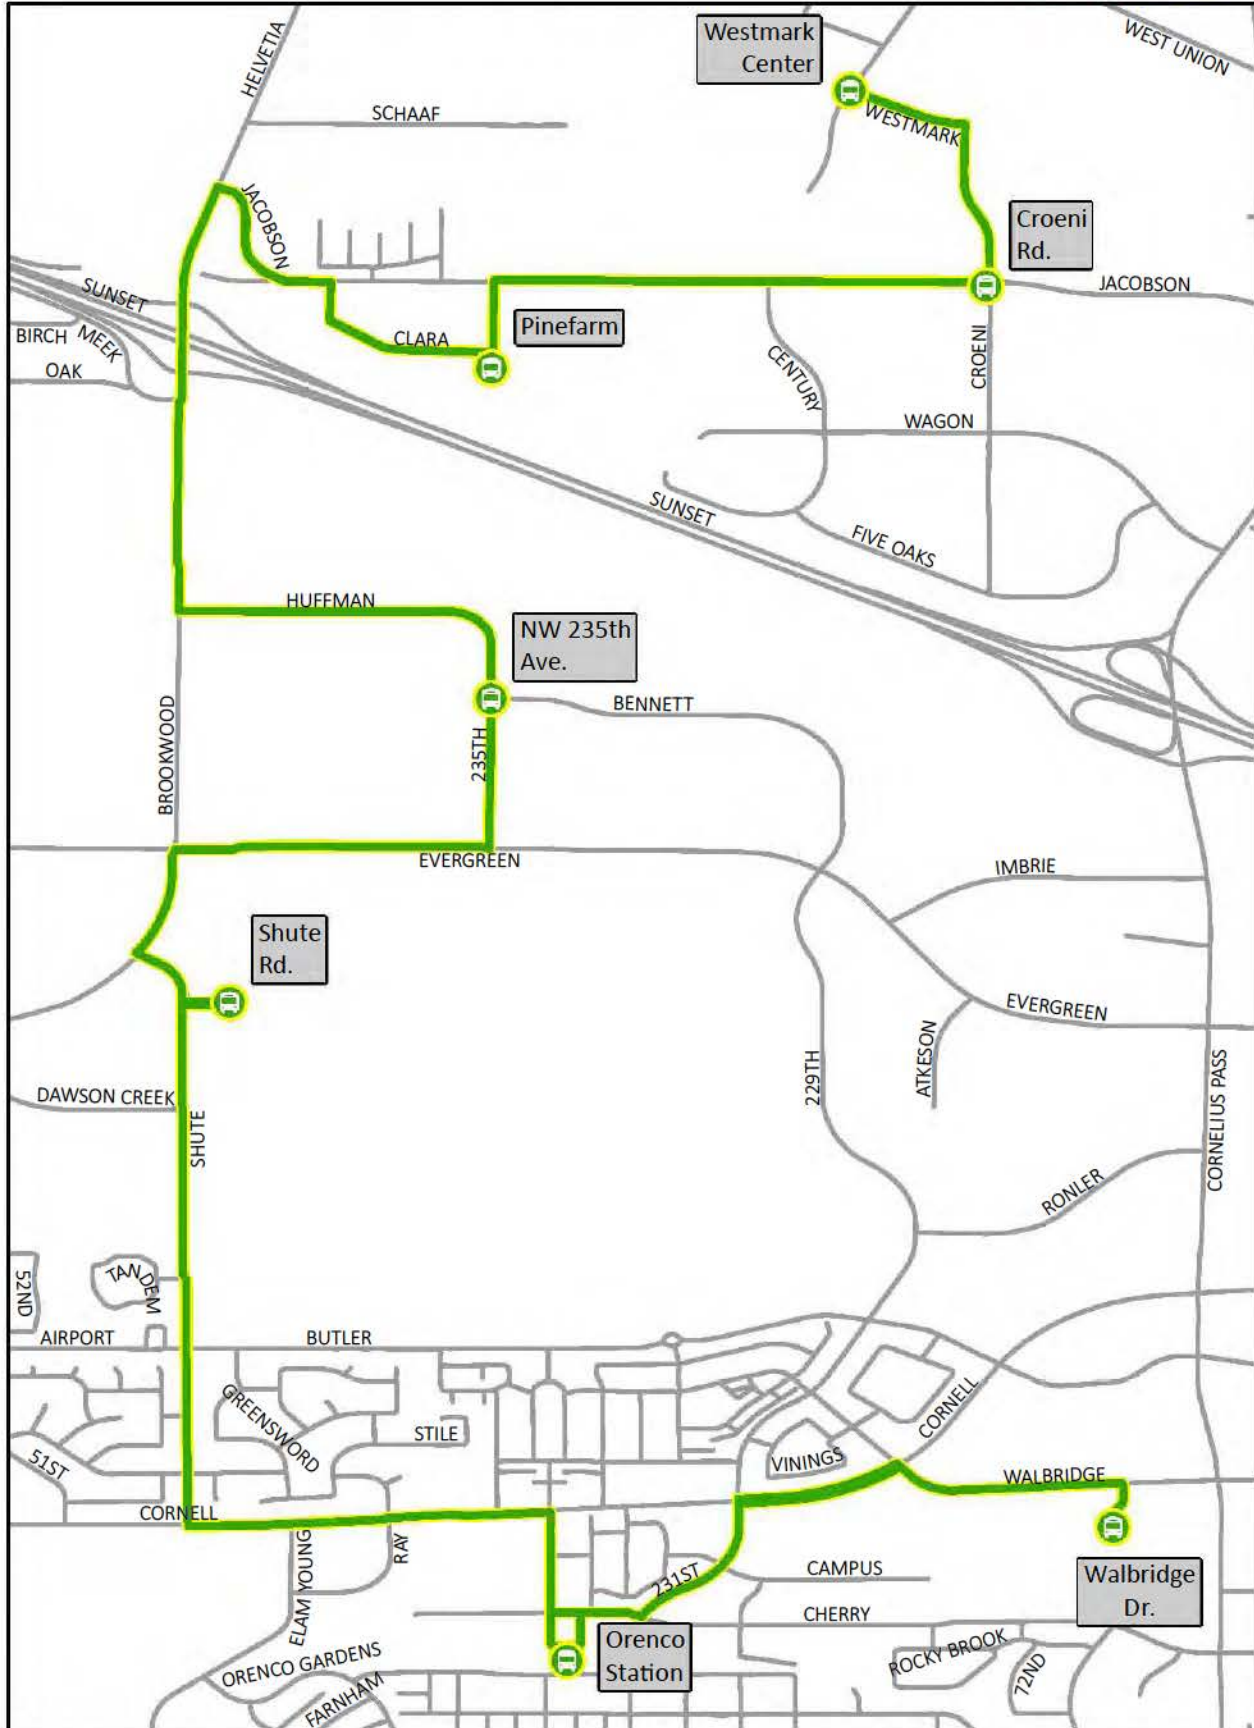 Westmark
Center
WEST UNION
HELVETIA
SCHAAF
WESTMARK
JACOBSON
Croeni
Rd.
SUNSET
JACOBSON
BIRCH
MEEK
CLARA
Pinefarm
OAK
CENTURY
CROENI
WAGON
SUNSET
FIVE OAKS
HUFFMAN
NW 235th
Ave.
BENNETT
BROOKWOOD
235TH
EVERGREEN
IMBRIE
Shute
Rd.
EVERGREEN
ATKESON
229TH
DAWSON CREEK
SHUTE
CORNELIUS PASS
RONLER
52ND
TANDEM
AIRPORT
BUTLER
GREENSWORD
CORNELL
STILE
51ST
VININGS
WALBRIDGE
CORNELL
ELAM YOUNG
RAY
231ST
CAMPUS
Walbridge
Dr.
CHERRY
Orenco
Station
ORENCO GARDENS
ROCKY BROOK
72ND
FARNHAM